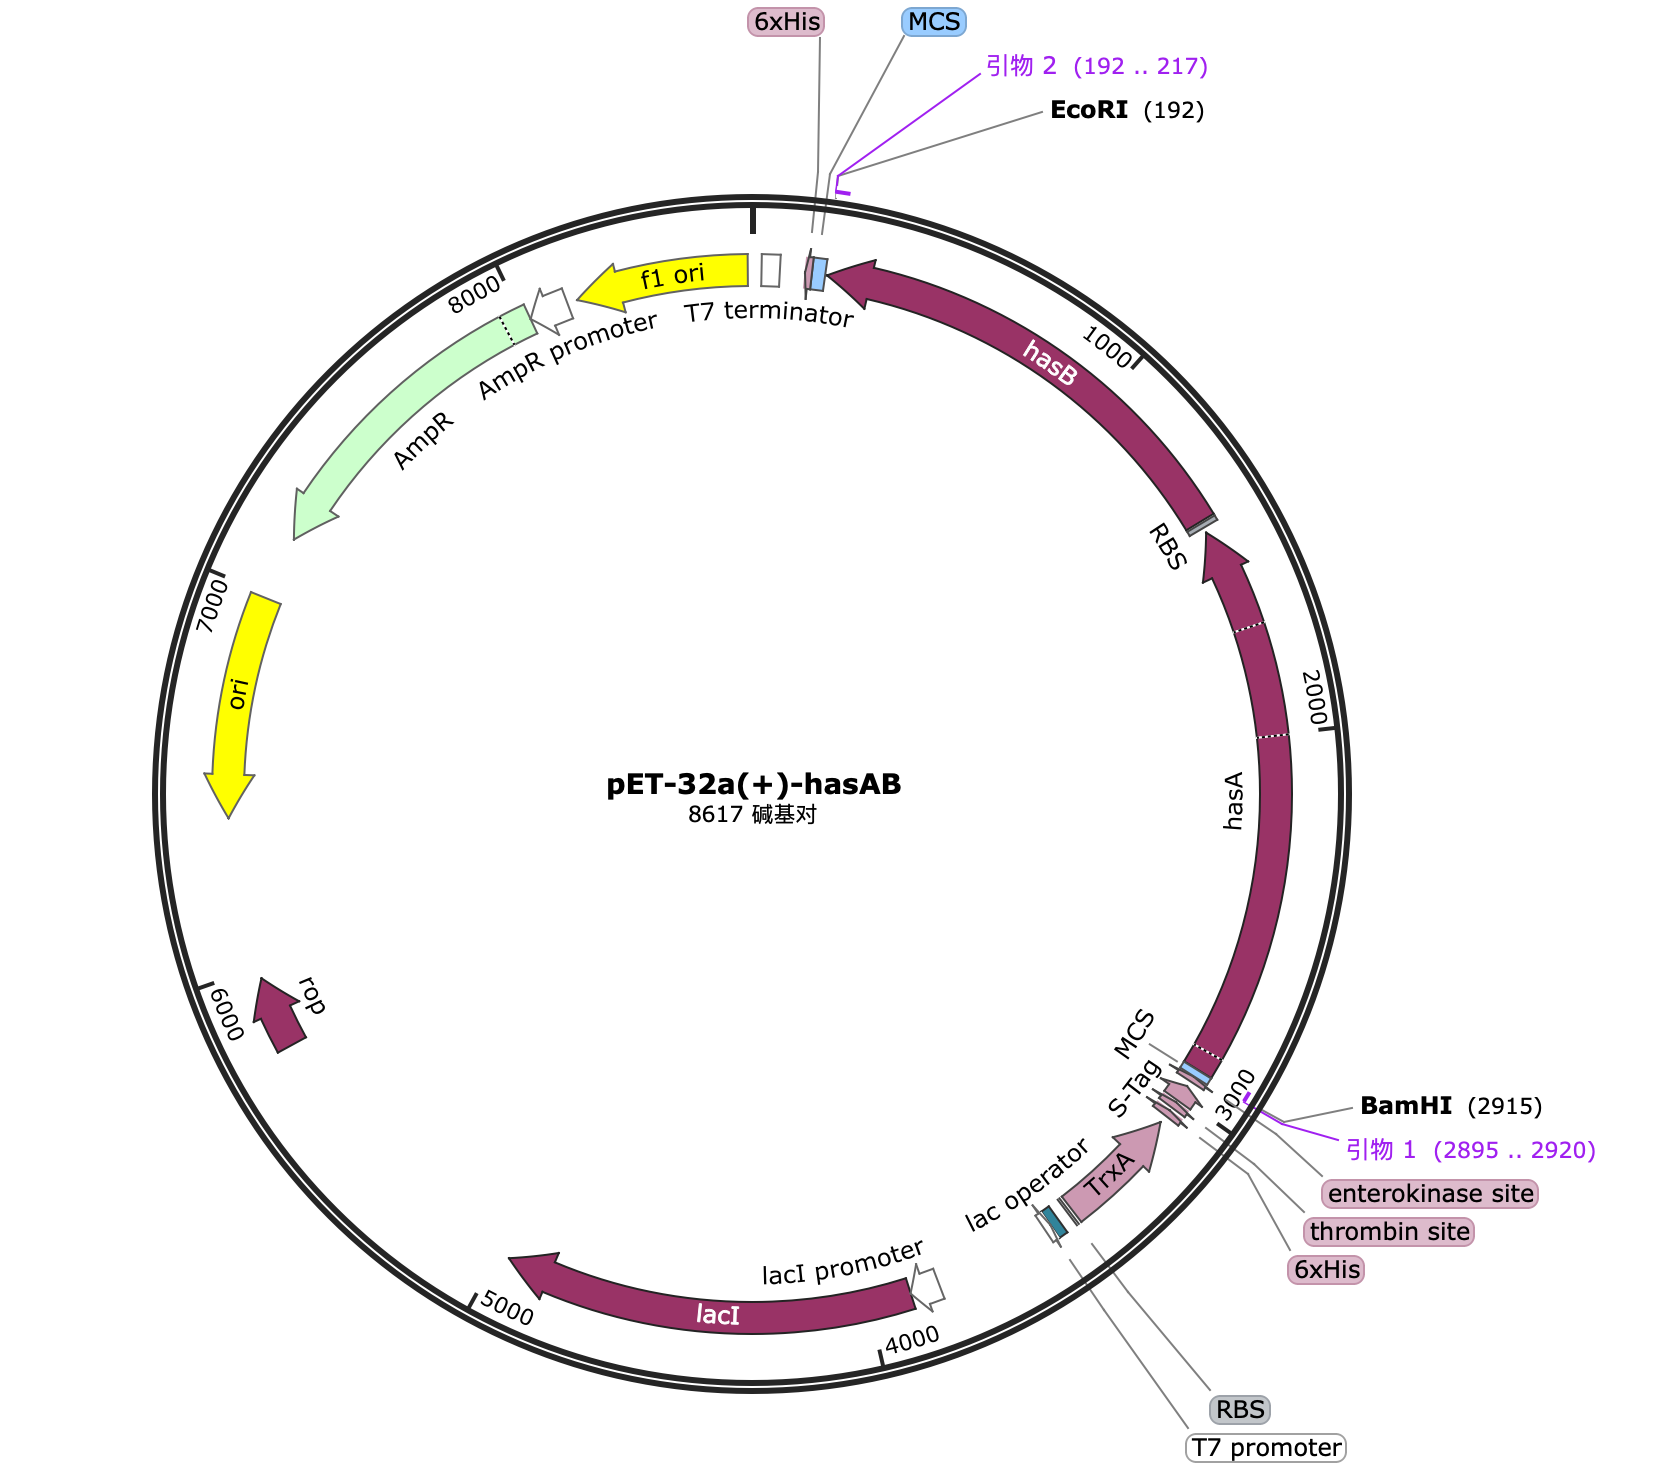 6xHis
MCS
引物 2 (192 .. 217)
EcoRI (192)
8000
f1 ori
T7 terminator
AmpR promoter
AmpR
hasB
1000
RBS
7000
ori
2000
pET-32a(+)-hasAB
8617 碱基对
hasA
6000
rop
MCS
S-Tag
3000
BamHI (2915)
引物 1 (2895 .. 2920)
enterokinase site
thrombin site
6xHis
TrxA
lac operator
lacI promoter
lacI
5000
4000
RBS
T7 promoter